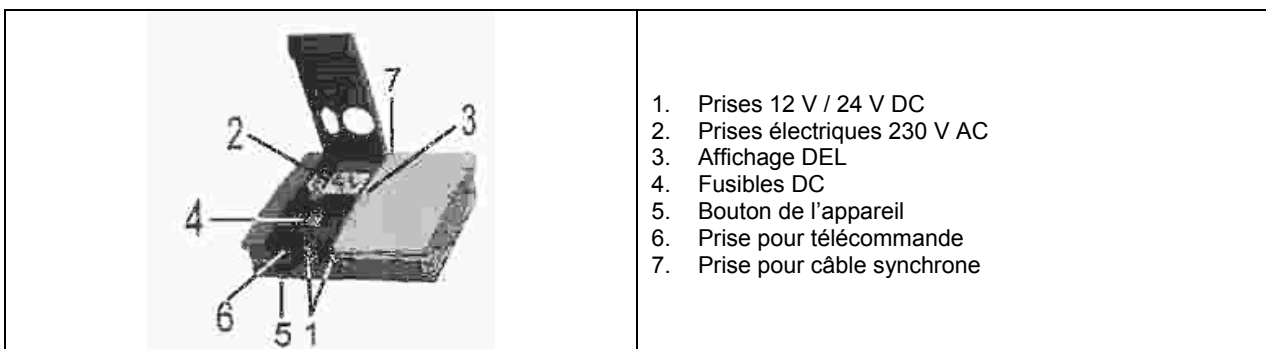 7
2
3
4
6
5
1
1. Prises 12 V / 24 V DC
2. Prises électriques 230 V AC
3. Affichage DEL
4. Fusibles DC
5. Bouton de l'appareil
6. Prise pour télécommande
7. Prise pour câble synchrone